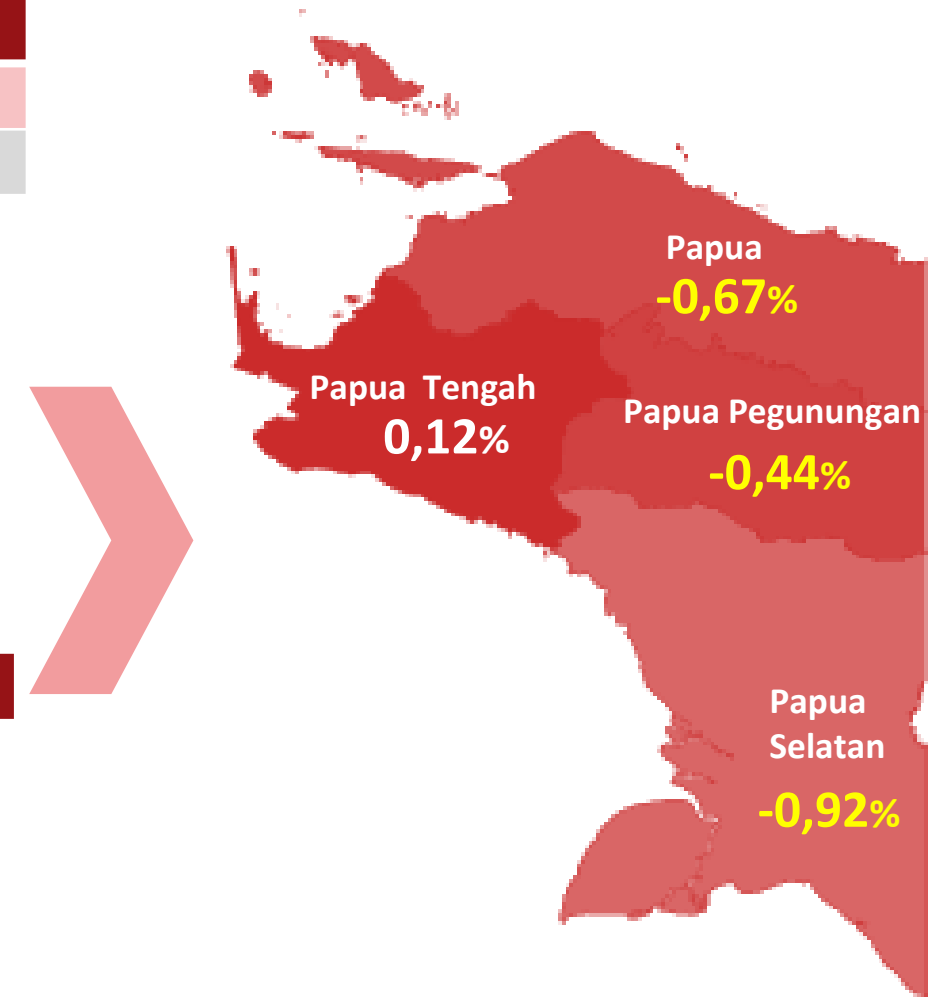 Papua
-0,67%
Papua Tengah
0,12%
Papua Pegunungan
-0,44%
Papua
Selatan
-0,92%